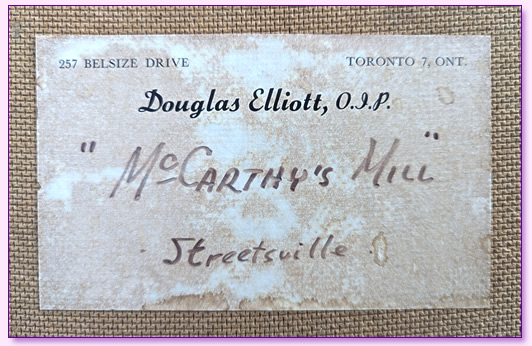 257 BELSIZE DRIVE TORONTO 7, ONT.
Douglas Elliott, O.I.P.
"McCarthy's Mill"
Streetsville